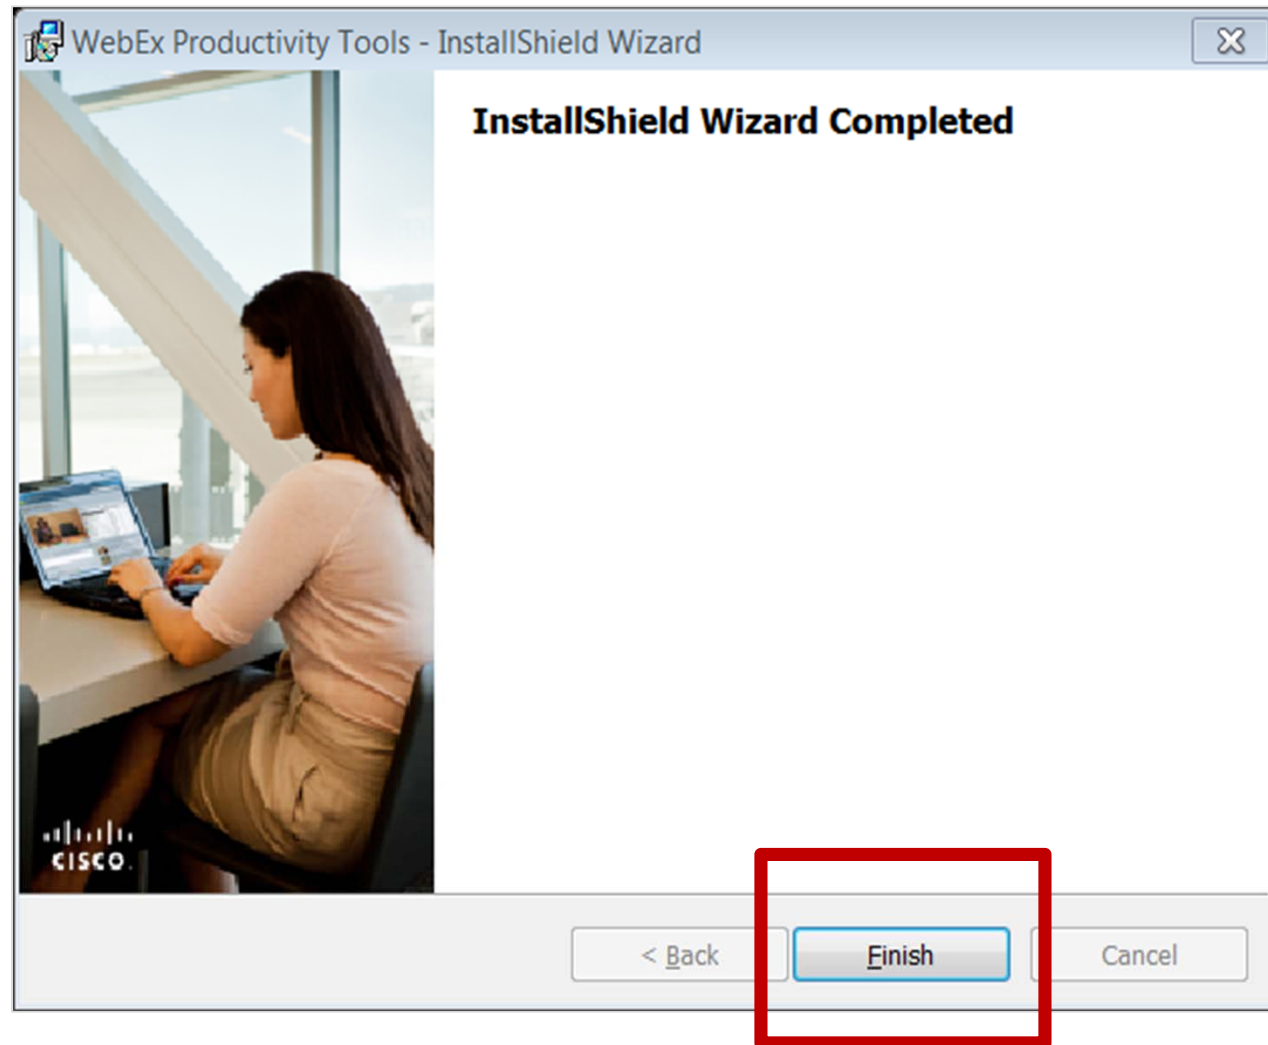 WebEx Productivity Tools - InstallShield Wizard
InstallShield Wizard Completed
CISCO.
< Back
Finish
Cancel